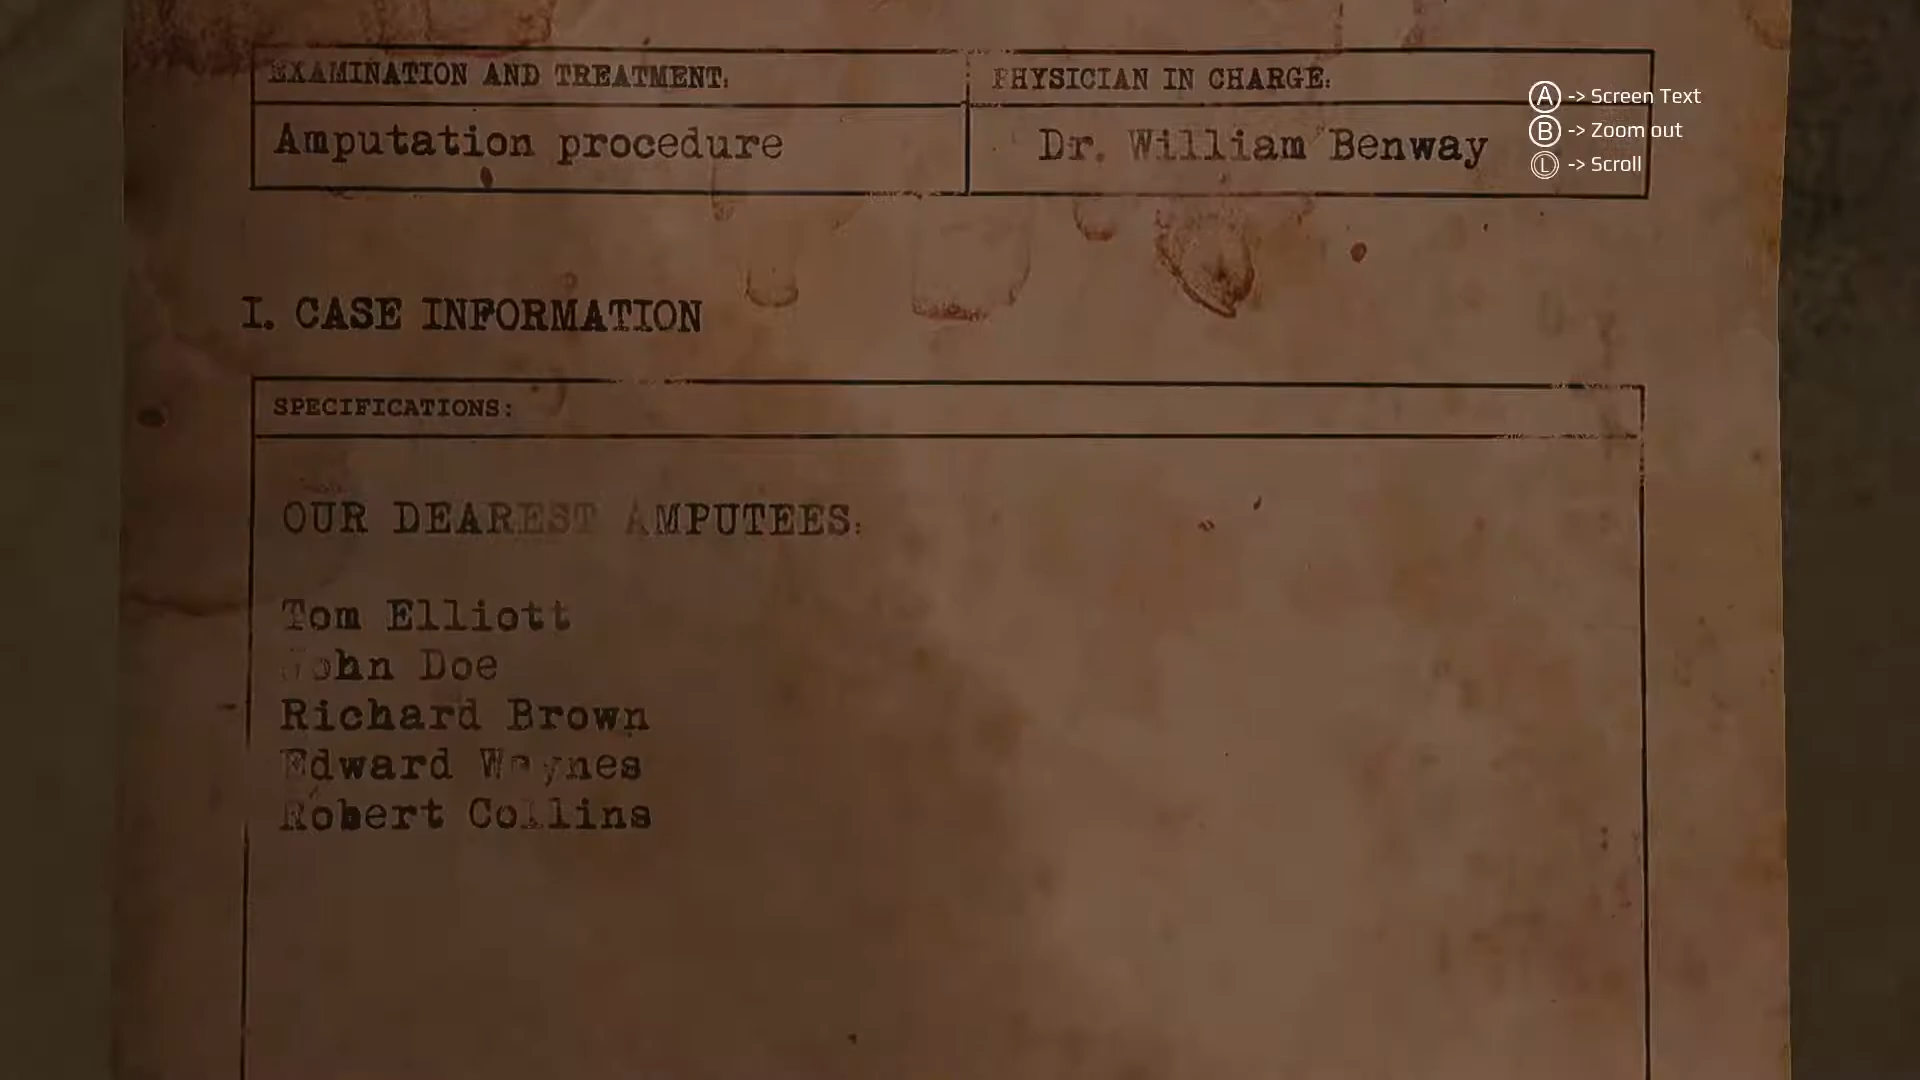 EXAMINATION AND TREATMENT:
PHYSICIAN IN CHARGE:
Amputation procedure
Dr. William Benway
A -> Screen Text
B -> Zoom out
L -> Scroll
I. CASE INFORMATION
SPECIFICATIONS:
OUR DEAREST AMPUTEES:
Tom Elliott
John Doe
Richard Brown
Edward Waynes
Robert Collins